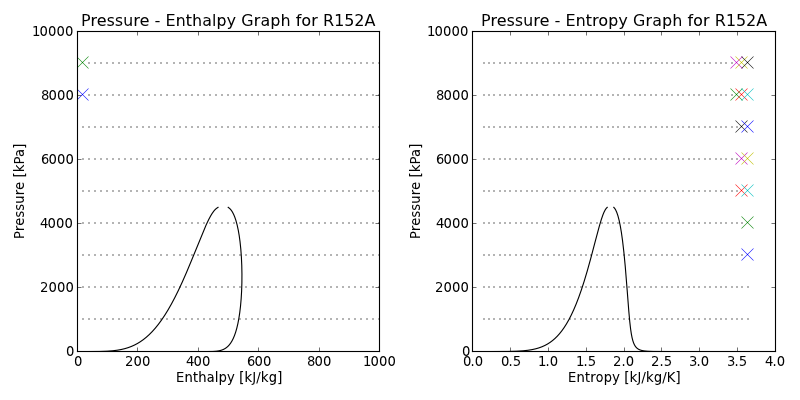 Pressure - Enthalpy Graph for R152A
Pressure - Entropy Graph for R152A
10000
8000
6000
4000
2000
0
Pressure [kPa]
0 200 400 600 800 1000
Enthalpy [kJ/kg]
10000
8000
6000
4000
2000
0
Pressure [kPa]
0.0 0.5 1.0 1.5 2.0 2.5 3.0 3.5 4.0
Entropy [kJ/kg/K]